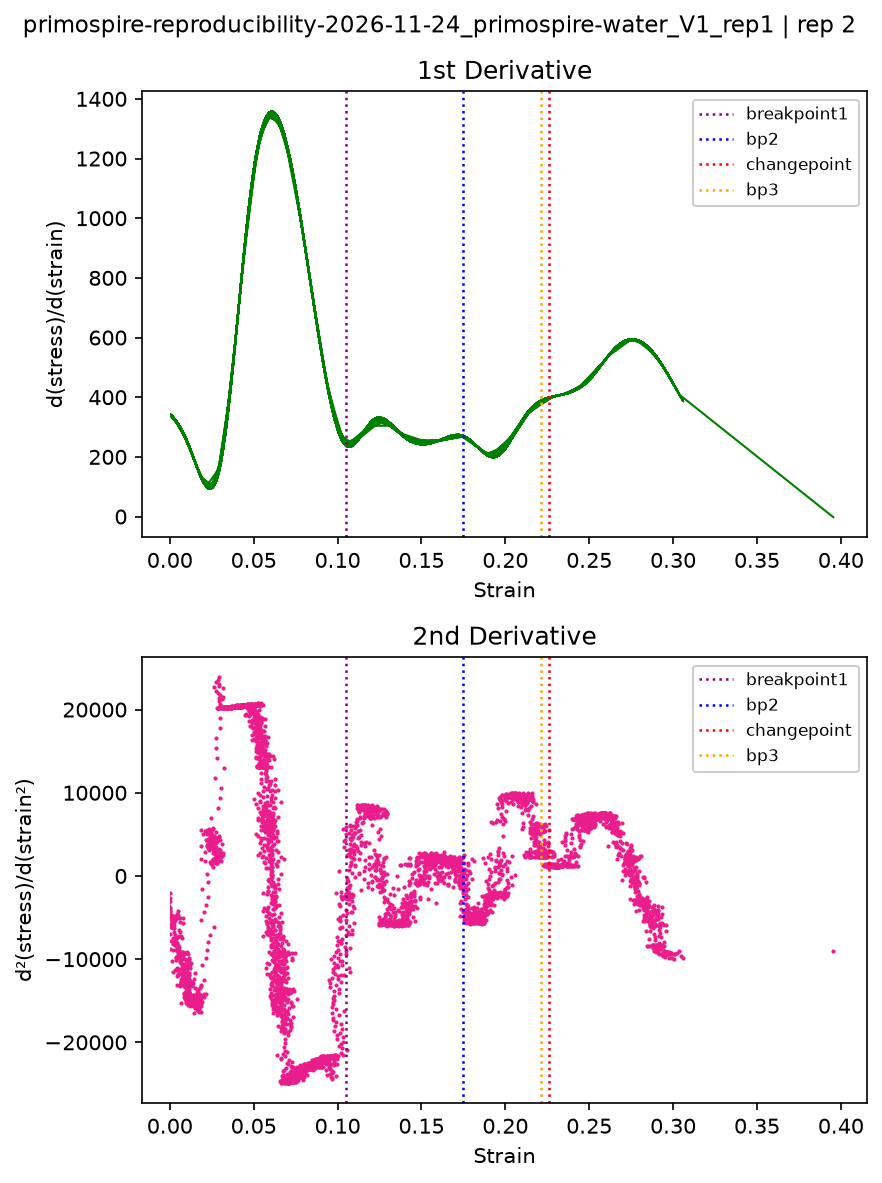 primospire-reproducibility-2026-11-24_primospire-water_V1_rep1 | rep 2
1st Derivative
1400
1200
1000
800
600
400
200
0
d(stress)/d(strain)
breakpoint1
bp2
changepoint
bp3
0.00 0.05 0.10 0.15 0.20 0.25 0.30 0.35 0.40
Strain
2nd Derivative
20000
10000
0
−10000
−20000
d²(stress)/d(strain²)
breakpoint1
bp2
changepoint
bp3
0.00 0.05 0.10 0.15 0.20 0.25 0.30 0.35 0.40
Strain